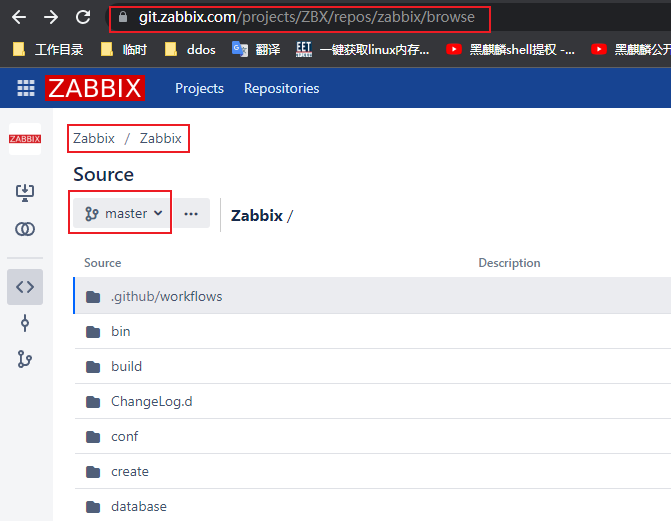 git.zabbix.com/projects/ZBX/repos/zabbix/browse
工作目录 临时 ddos 翻译 一键获取linux内存... 黑麒麟shell提权 -... 黑麒麟公开
ZABBIX Projects Repositories
ZABBIX
Zabbix / Zabbix
Source
master ... Zabbix /
Source Description
.github/workflows
bin
build
ChangeLog.d
conf
create
database